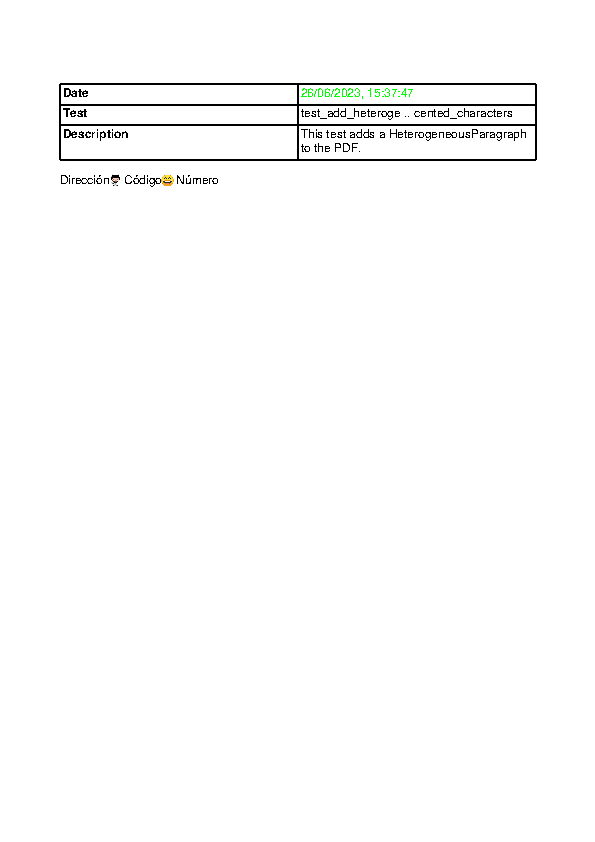 Date 26/06/2023, 15:37:47
Test test_add_heteroge .. cented_characters
Description This test adds a HeterogeneousParagraph
to the PDF.
Dirección Código😄 Número